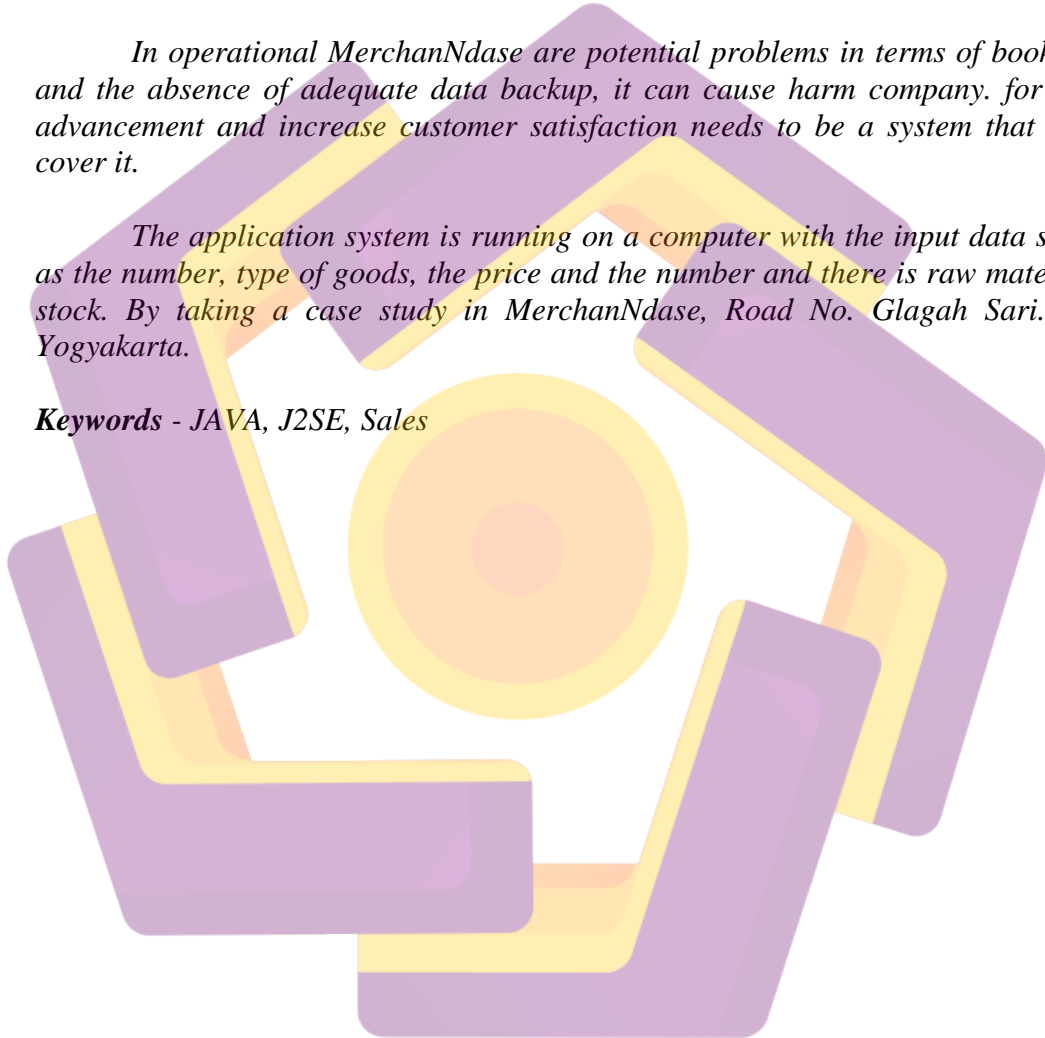 In operational MerchanNdase are potential problems in terms of book
and the absence of adequate data backup, it can cause harm company. for
advancement and increase customer satisfaction needs to be a system that
cover it.
The application system is running on a computer with the input data s
as the number, type of goods, the price and the number and there is raw mate
stock. By taking a case study in MerchanNdase, Road No. Glagah Sari.
Yogyakarta.
Keywords - JAVA, J2SE, Sales